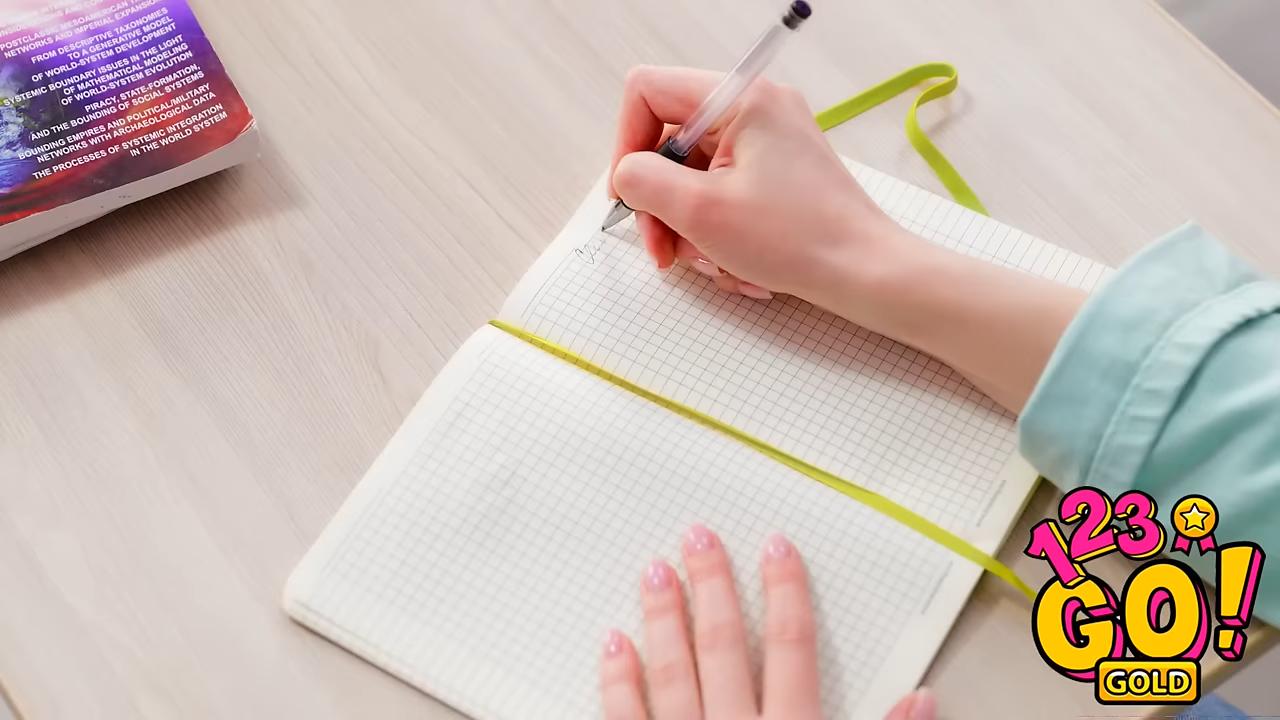 POSTCLASSIC MESOAMERICAN
NETWORKS AND IMPERIAL EXPANSION
FROM DESCRIPTIVE TAXONOMIES
TO A GENERATIVE MODEL
OF WORLD-SYSTEM DEVELOPMENT
SYSTEMIC BOUNDARY ISSUES IN THE LIGHT
OF MATHEMATICAL MODELING
OF WORLD-SYSTEM EVOLUTION
PIRACY, STATE-FORMATION,
AND THE BOUNDING OF SOCIAL SYSTEMS
BOUNDING EMPIRES AND POLITICAL/MILITARY
NETWORKS WITH ARCHAEOLOGICAL DATA
THE PROCESSES OF SYSTEMIC INTEGRATION
IN THE WORLD SYSTEM
123
GO!
GOLD